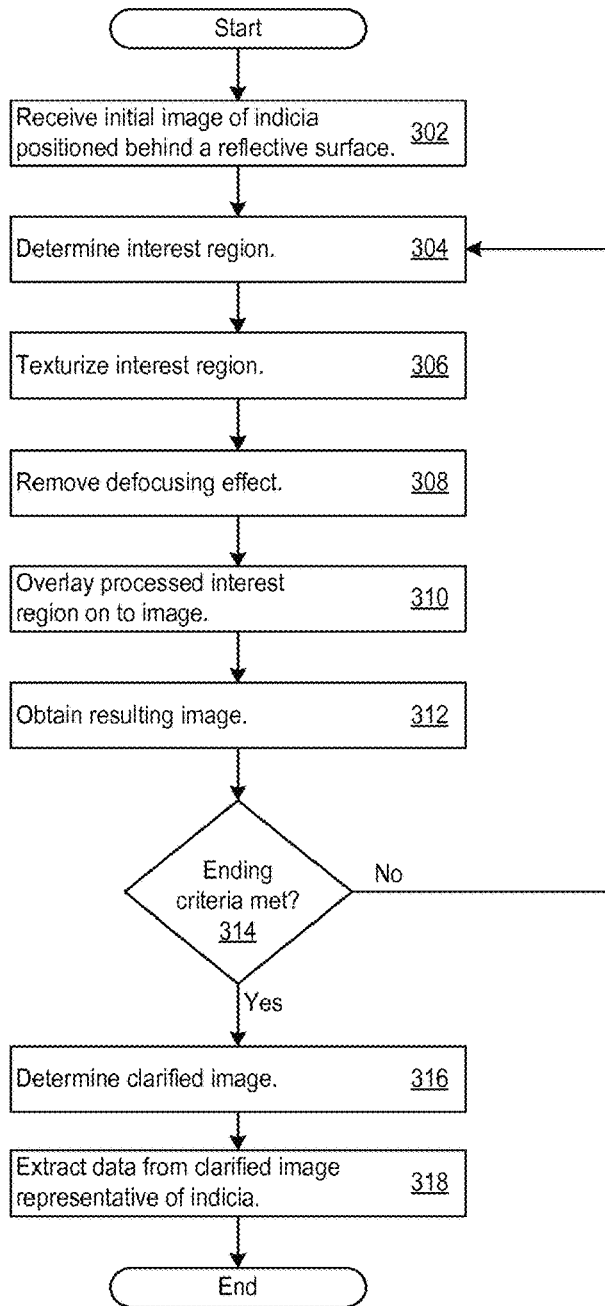 Start
Receive initial image of indicia
positioned behind a reflective surface. 302
Determine interest region. 304
Texturize interest region. 306
Remove defocusing effect. 308
Overlay processed interest
region on to image. 310
Obtain resulting image. 312
Ending
criteria met?
314
No
Yes
Determine clarified image. 316
Extract data from clarified image
representative of indicia. 318
End